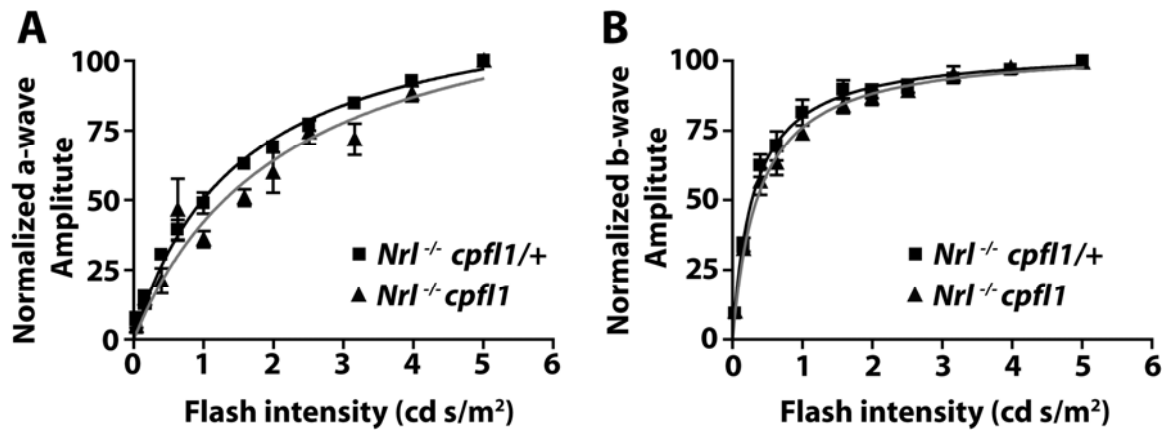 A
Normalized a-wave
Amplitude
100
75
50
25
0
0 1 2 3 4 5 6
Flash intensity (cd s/m²)
Nrl -/- cpfl1/+
Nrl -/- cpfl1
B
Normalized b-wave
Amplitude
100
75
50
25
0
0 1 2 3 4 5 6
Flash intensity (cd s/m²)
Nrl -/- cpfl1/+
Nrl -/- cpfl1